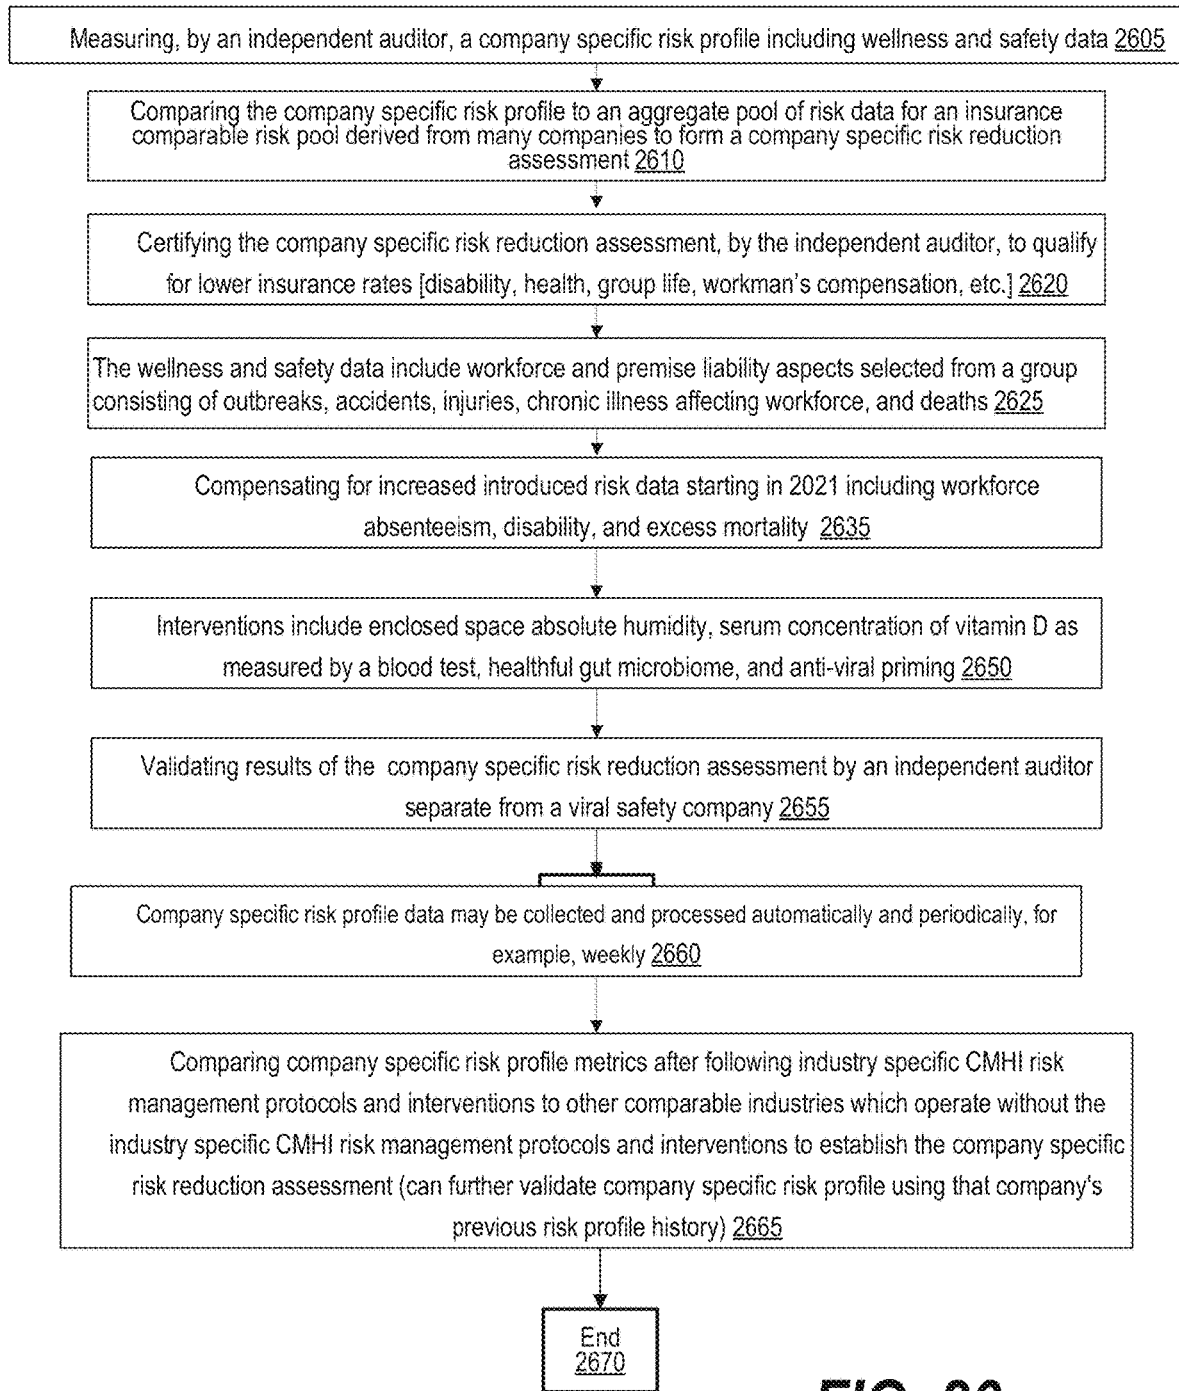 Measuring, by an independent auditor, a company specific risk profile including wellness and safety data 2605
Comparing the company specific risk profile to an aggregate pool of risk data for an insurance
comparable risk pool derived from many companies to form a company specific risk reduction
assessment 2610
Certifying the company specific risk reduction assessment, by the independent auditor, to qualify
for lower insurance rates [disability, health, group life, workman's compensation, etc.] 2620
The wellness and safety data include workforce and premise liability aspects selected from a group
consisting of outbreaks, accidents, injuries, chronic illness affecting workforce, and deaths 2625
Compensating for increased introduced risk data starting in 2021 including workforce
absenteeism, disability, and excess mortality 2635
Interventions include enclosed space absolute humidity, serum concentration of vitamin D as
measured by a blood test, healthful gut microbiome, and anti-viral priming 2650
Validating results of the company specific risk reduction assessment by an independent auditor
separate from a viral safety company 2655
Company specific risk profile data may be collected and processed automatically and periodically, for
example, weekly 2660
Comparing company specific risk profile metrics after following industry specific CMHI risk
management protocols and interventions to other comparable industries which operate without the
industry specific CMHI risk management protocols and interventions to establish the company specific
risk reduction assessment (can further validate company specific risk profile using that company's
previous risk profile history) 2665
End
2670